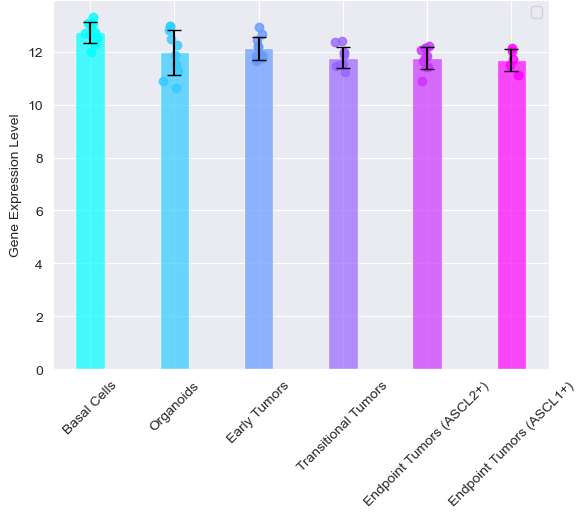 Gene Expression Level
12
10
8
6
4
2
0
Basal Cells
Organoids
Early Tumors
Transitional Tumors
Endpoint Tumors (ASCL2+)
Endpoint Tumors (ASCL1+)